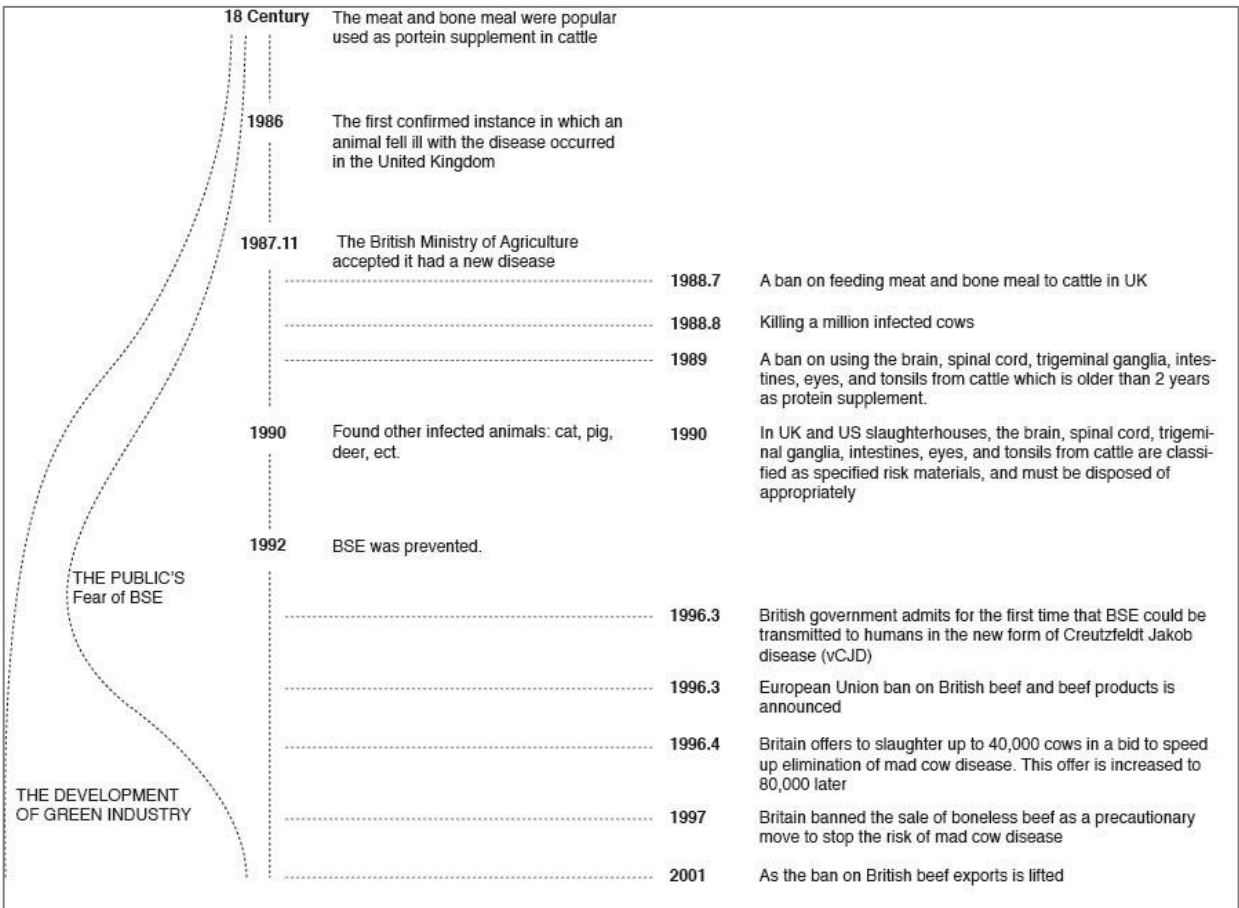 18 Century The meat and bone meal were popular
used as portein supplement in cattle
1986 The first confirmed instance in which an
animal fell ill with the disease occurred
in the United Kingdom
1987.11 The British Ministry of Agriculture
accepted it had a new disease
1988.7 A ban on feeding meat and bone meal to cattle in UK
1988.8 Killing a million infected cows
1989 A ban on using the brain, spinal cord, trigeminal ganglia, intes-
tines, eyes, and tonsils from cattle which is older than 2 years
as protein supplement.
1990 Found other infected animals: cat, pig,
deer, ect.
1990 In UK and US slaughterhouses, the brain, spinal cord, trigemi-
nal ganglia, intestines, eyes, and tonsils from cattle are classi-
fied as specified risk materials, and must be disposed of
appropriately
1992 BSE was prevented.
THE PUBLIC'S
Fear of BSE
1996.3 British government admits for the first time that BSE could be
transmitted to humans in the new form of Creutzfeldt Jakob
disease (vCJD)
1996.3 European Union ban on British beef and beef products is
announced
1996.4 Britain offers to slaughter up to 40,000 cows in a bid to speed
up elimination of mad cow disease. This offer is increased to
80,000 later
THE DEVELOPMENT
OF GREEN INDUSTRY
1997 Britain banned the sale of boneless beef as a precautionary
move to stop the risk of mad cow disease
2001 As the ban on British beef exports is lifted